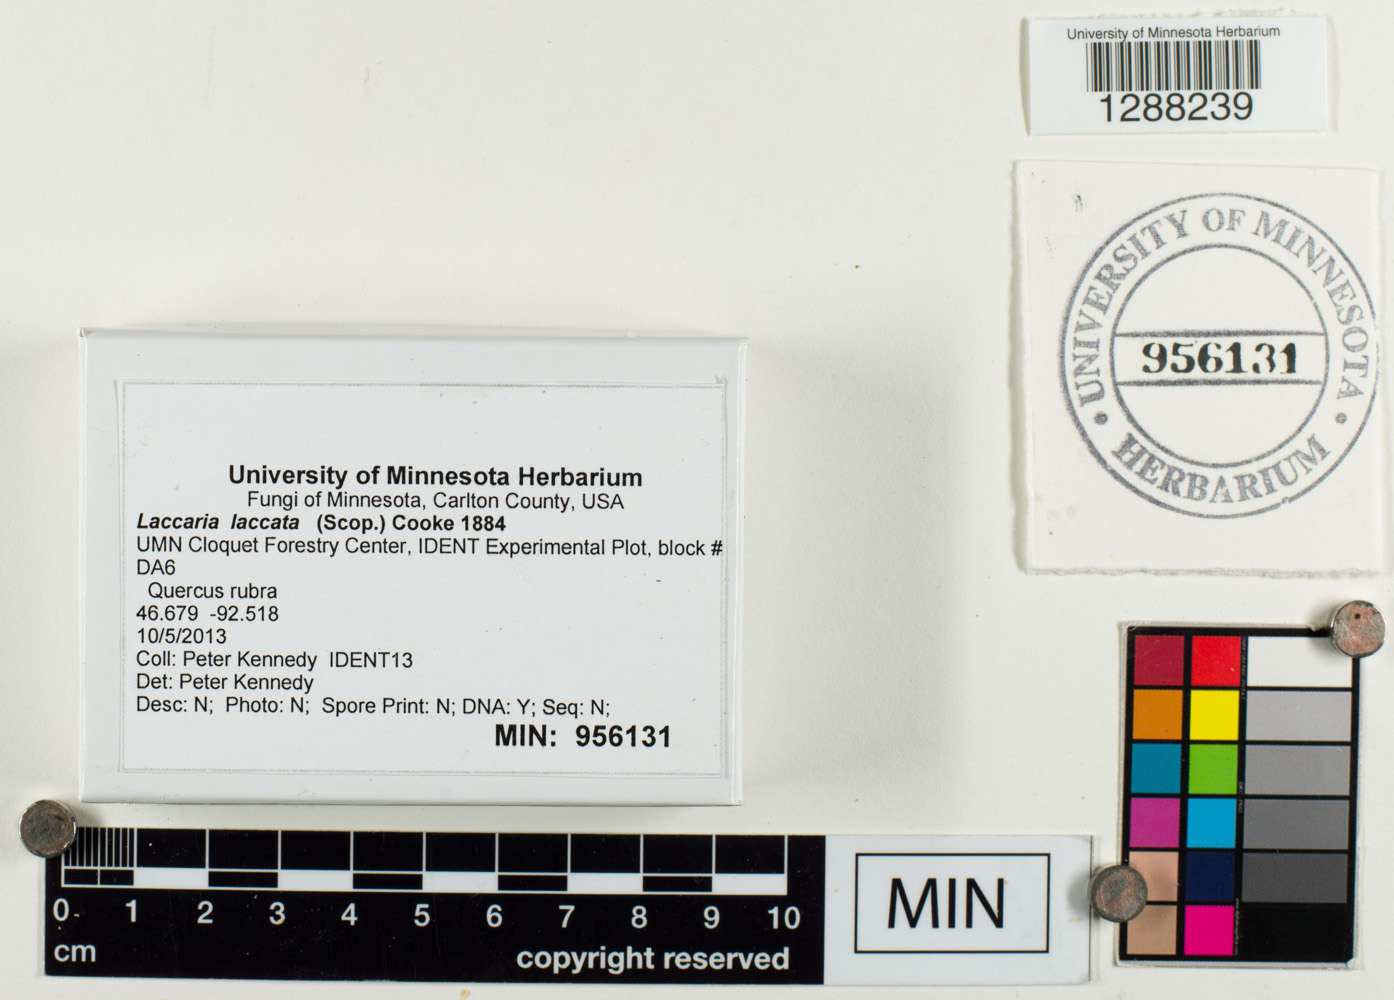 University of Minnesota Herbarium
1288239
UNIVERSITY OF MINNESOTA
956131
HERBARIUM
University of Minnesota Herbarium
Fungi of Minnesota, Carlton County, USA
Laccaria laccata (Scop.) Cooke 1884
UMN Cloquet Forestry Center, IDENT Experimental Plot, block #
DA6
Quercus rubra
46.679 -92.518
10/5/2013
Coll: Peter Kennedy IDENT13
Det: Peter Kennedy
Desc: N; Photo: N; Spore Print: N; DNA: Y; Seq: N;
MIN: 956131
0 1 2 3 4 5 6 7 8 9 10
cm
copyright reserved
MIN